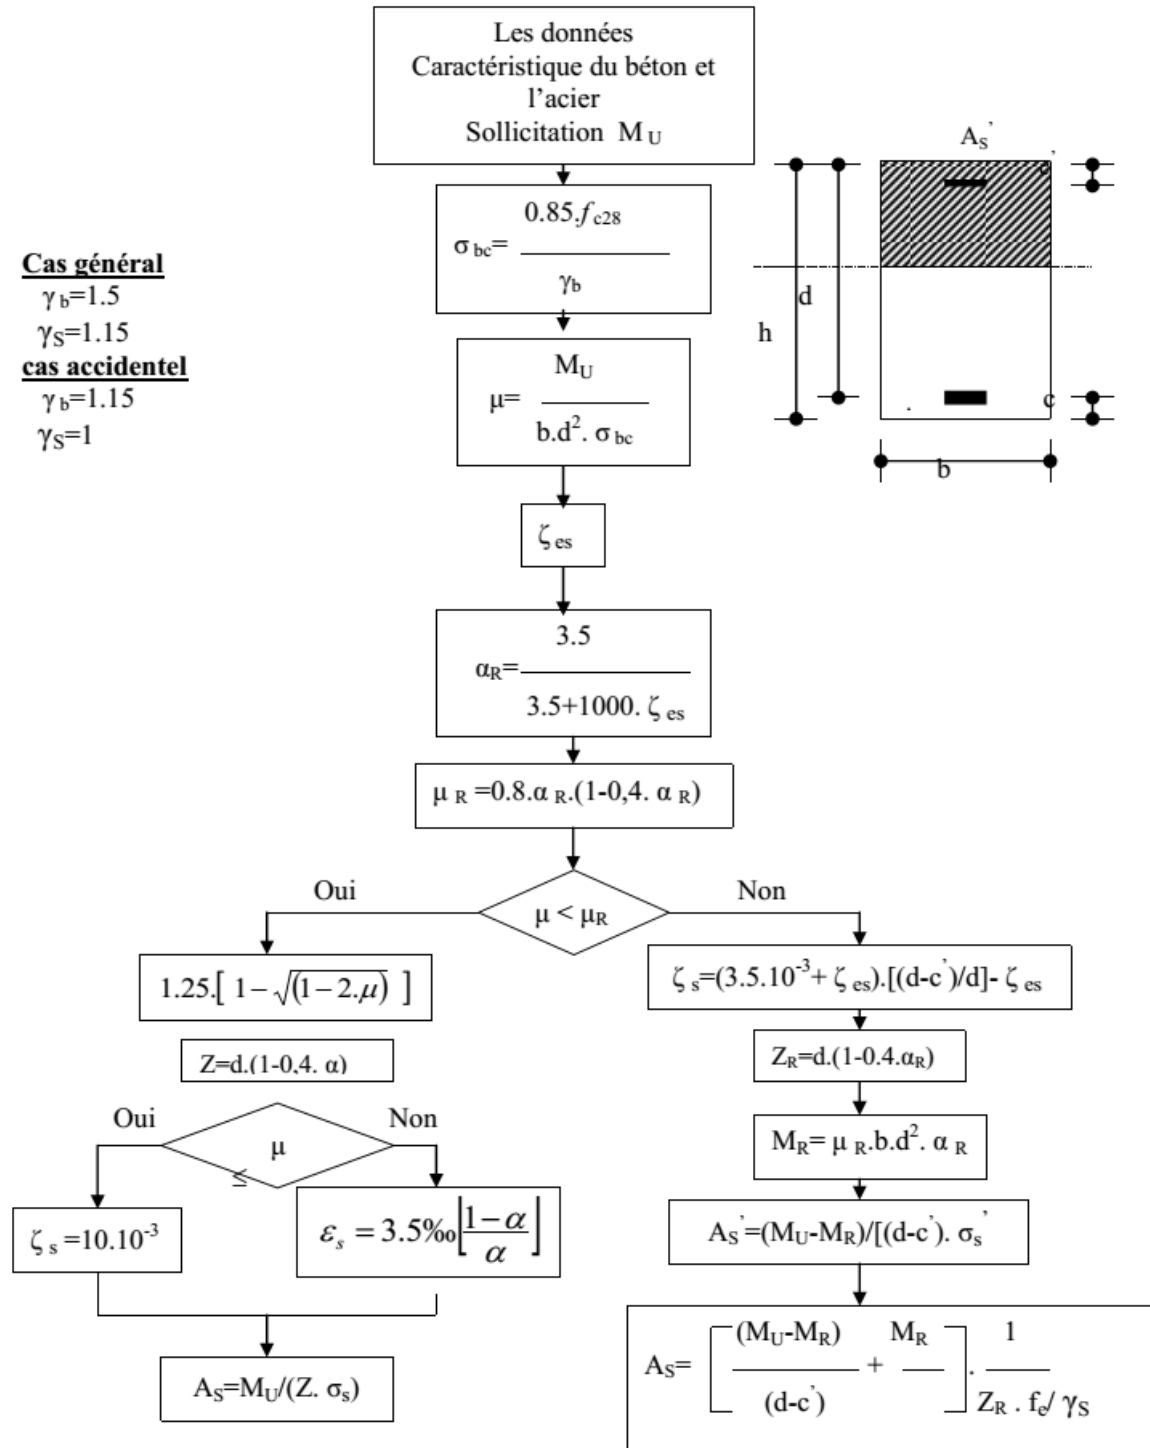 Les données
Caractéristique du béton et
l’acier
Sollicitation M U
0.85.fc28
σ bc=
γb
Cas général
γ b=1.5
γS=1.15
cas accidentel
γ b=1.15
γS=1
AS’
c’
d
h
c
b
MU
μ=
b.d². σ bc
ζ es
3.5
αR=
3.5+1000. ζ es
μ R =0.8.α R.(1-0,4. α R)
Oui
μ < μR
Non
1.25.[ 1−√(1−2.μ) ]
ζ s=(3.5.10⁻³+ ζ es).[(d-c’)/d]- ζ es
Z=d.(1-0,4. α)
ZR=d.(1-0.4.αR)
Oui
μ
≤
Non
MR= μ R.b.d². α R
ζ s =10.10⁻³
εs = 3.5‰[1−α/α]
AS’=(MU-MR)/[(d-c’). σs’
AS=MU/(Z. σs)
(MU-MR) MR 1
AS= + .
(d-c’) ZR . fe/ γS